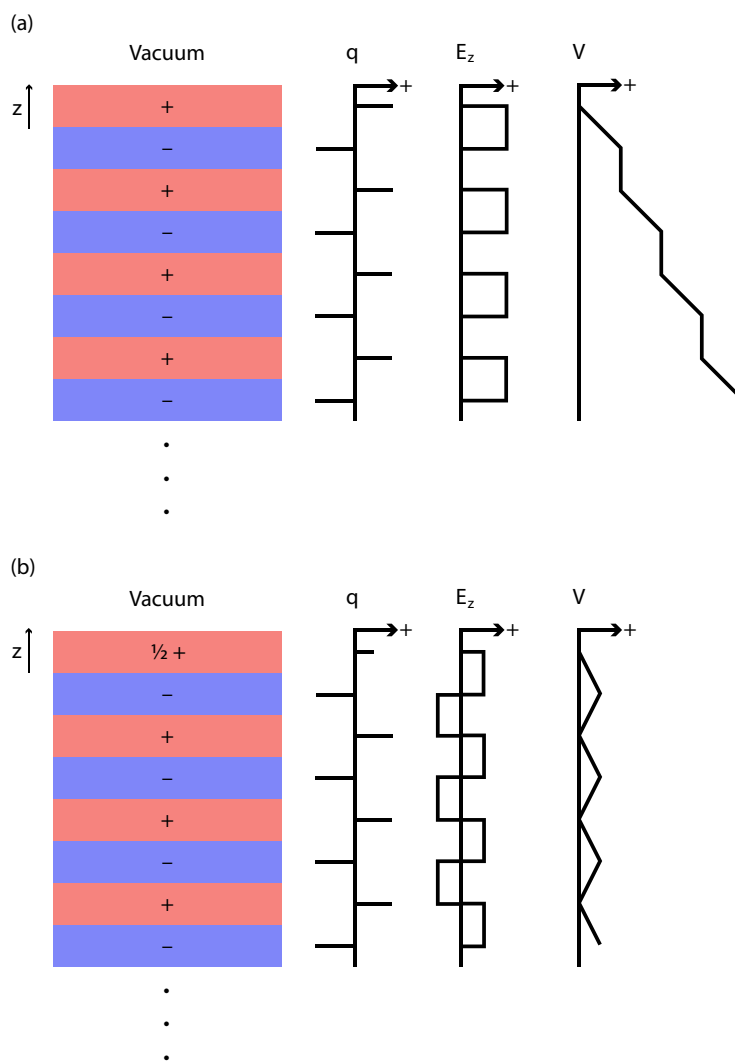 (a)
Vacuum q E_z V
z + + + +
–
+
–
+
–
+
–
(b)
Vacuum q E_z V
z ½ + + + +
–
+
–
+
–
+
–